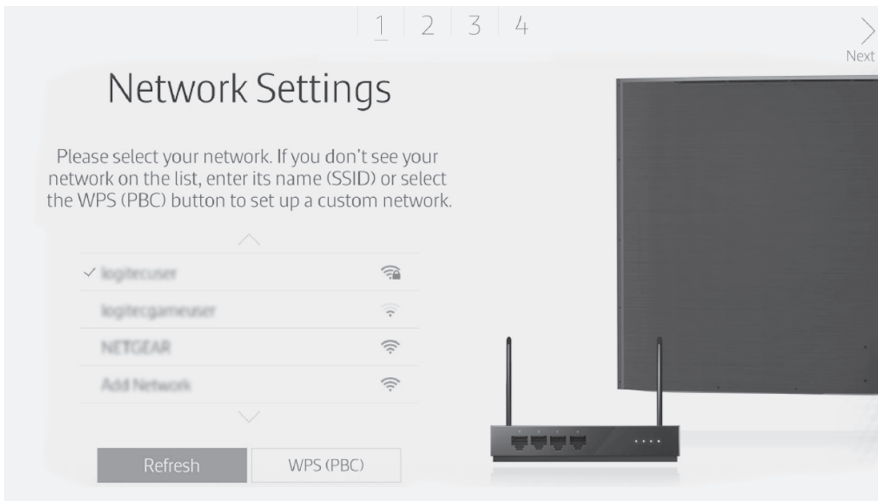 1 2 3 4
Next
Network Settings
Please select your network. If you don't see your
network on the list, enter its name (SSID) or select
the WPS (PBC) button to set up a custom network.
logitecuser
logitecgameuser
NETGEAR
Add Network
Refresh
WPS (PBC)